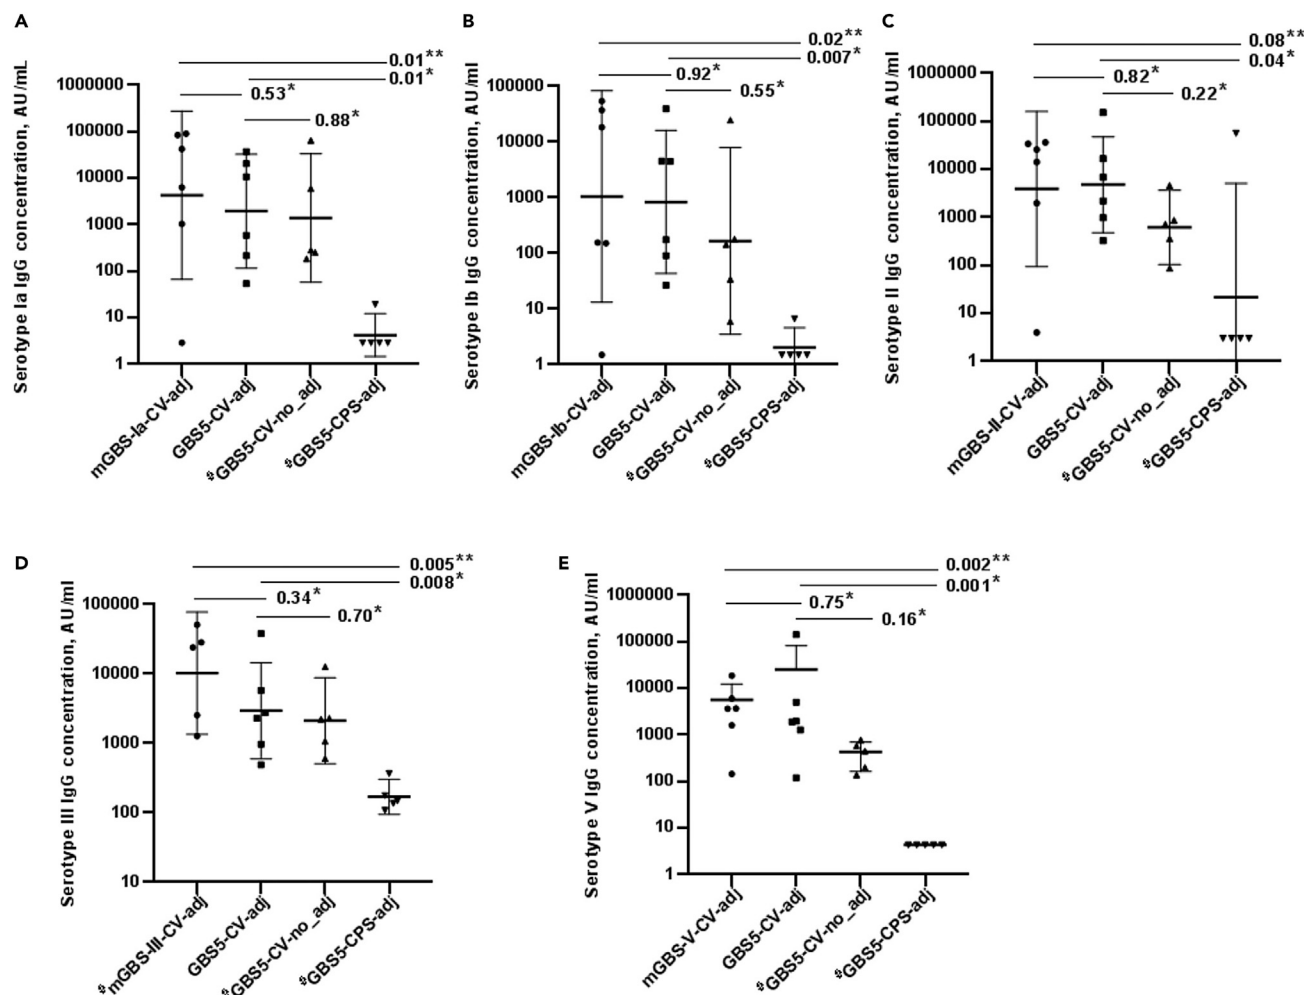 A
0.01**
0.01*
0.53*
0.88*
Serotype Ia IgG concentration, AU/mL
1000000
100000
10000
1000
100
10
1
mGBS-Ia-CV-adj
GBS5-CV-adj
#GBS5-CV-no_adj
#GBS5-CPS-adj
B
0.02**
0.007*
0.92*
0.55*
Serotype Ib IgG concentration, AU/ml
100000
10000
1000
100
10
1
mGBS-Ib-CV-adj
GBS5-CV-adj
#GBS5-CV-no_adj
#GBS5-CPS-adj
C
0.08**
0.04*
0.82*
0.22*
Serotype II IgG concentration, AU/ml
1000000
100000
10000
1000
100
10
1
mGBS-II-CV-adj
GBS5-CV-adj
#GBS5-CV-no_adj
#GBS5-CPS-adj
D
0.005**
0.008*
0.34*
0.70*
Serotype III IgG concentration, AU/ml
100000
10000
1000
100
10
#mGBS-III-CV-adj
GBS5-CV-adj
#GBS5-CV-no_adj
#GBS5-CPS-adj
E
0.002**
0.001*
0.75*
0.16*
Serotype V IgG concentration, AU/ml
1000000
100000
10000
1000
100
10
1
mGBS-V-CV-adj
GBS5-CV-adj
#GBS5-CV-no_adj
#GBS5-CPS-adj